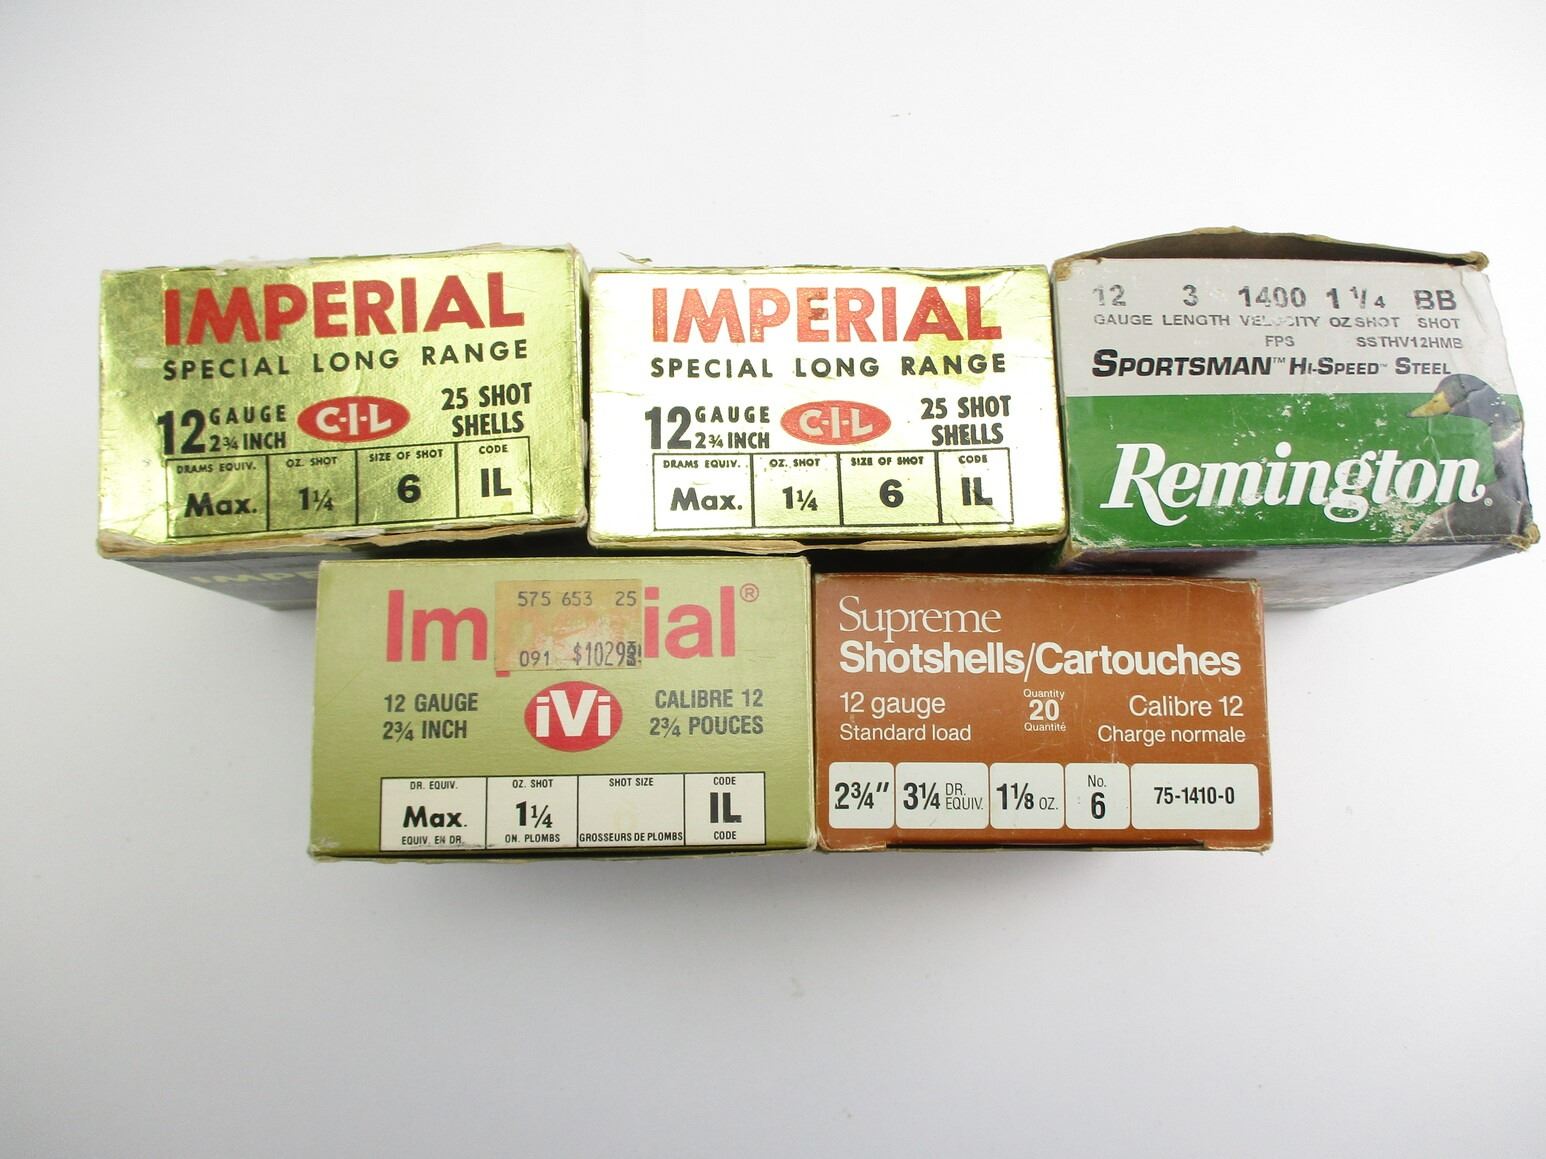 IMPERIAL
SPECIAL LONG RANGE
12 GAUGE
2¾ INCH
C-I-L
25 SHOT
SHELLS
DRAMS EQUIV. OZ. SHOT SIZE OF SHOT CODE
Max. 1¼ 6 IL
IMPERIAL
SPECIAL LONG RANGE
12 GAUGE
2¾ INCH
C-I-L
25 SHOT
SHELLS
DRAMS EQUIV. OZ. SHOT SIZE OF SHOT CODE
Max. 1¼ 6 IL
12 3 1400 1 1/4 BB
GAUGE LENGTH VELOCITY OZ SHOT SHOT
FPS SSTHV12HMB
SPORTSMAN™ HI-SPEED™ STEEL
Remington®
Imperial®
575 653 25
091 $1029
12 GAUGE
2¾ INCH
iVi
CALIBRE 12
2¾ POUCES
DR. EQUIV. OZ. SHOT SHOT SIZE CODE
Max. 1¼ IL
EQUIV. EN DR. ON. PLOMBS GROSSEURS DE PLOMBS CODE
Supreme
Shotshells/Cartouches
12 gauge
Standard load
Quantity
20
Quantité
Calibre 12
Charge normale
2¾" 3¼ DR. EQUIV. 1⅛ OZ. No. 6 75-1410-0